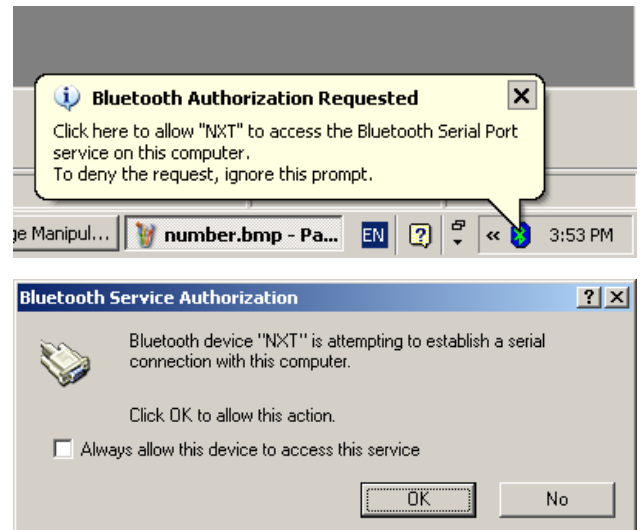 Bluetooth Authorization Requested
Click here to allow "NXT" to access the Bluetooth Serial Port
service on this computer.
To deny the request, ignore this prompt.
ge Manipul... number.bmp - Pa... EN « 3:53 PM
Bluetooth Service Authorization
Bluetooth device "NXT" is attempting to establish a serial
connection with this computer.
Click OK to allow this action.
Always allow this device to access this service
OK No